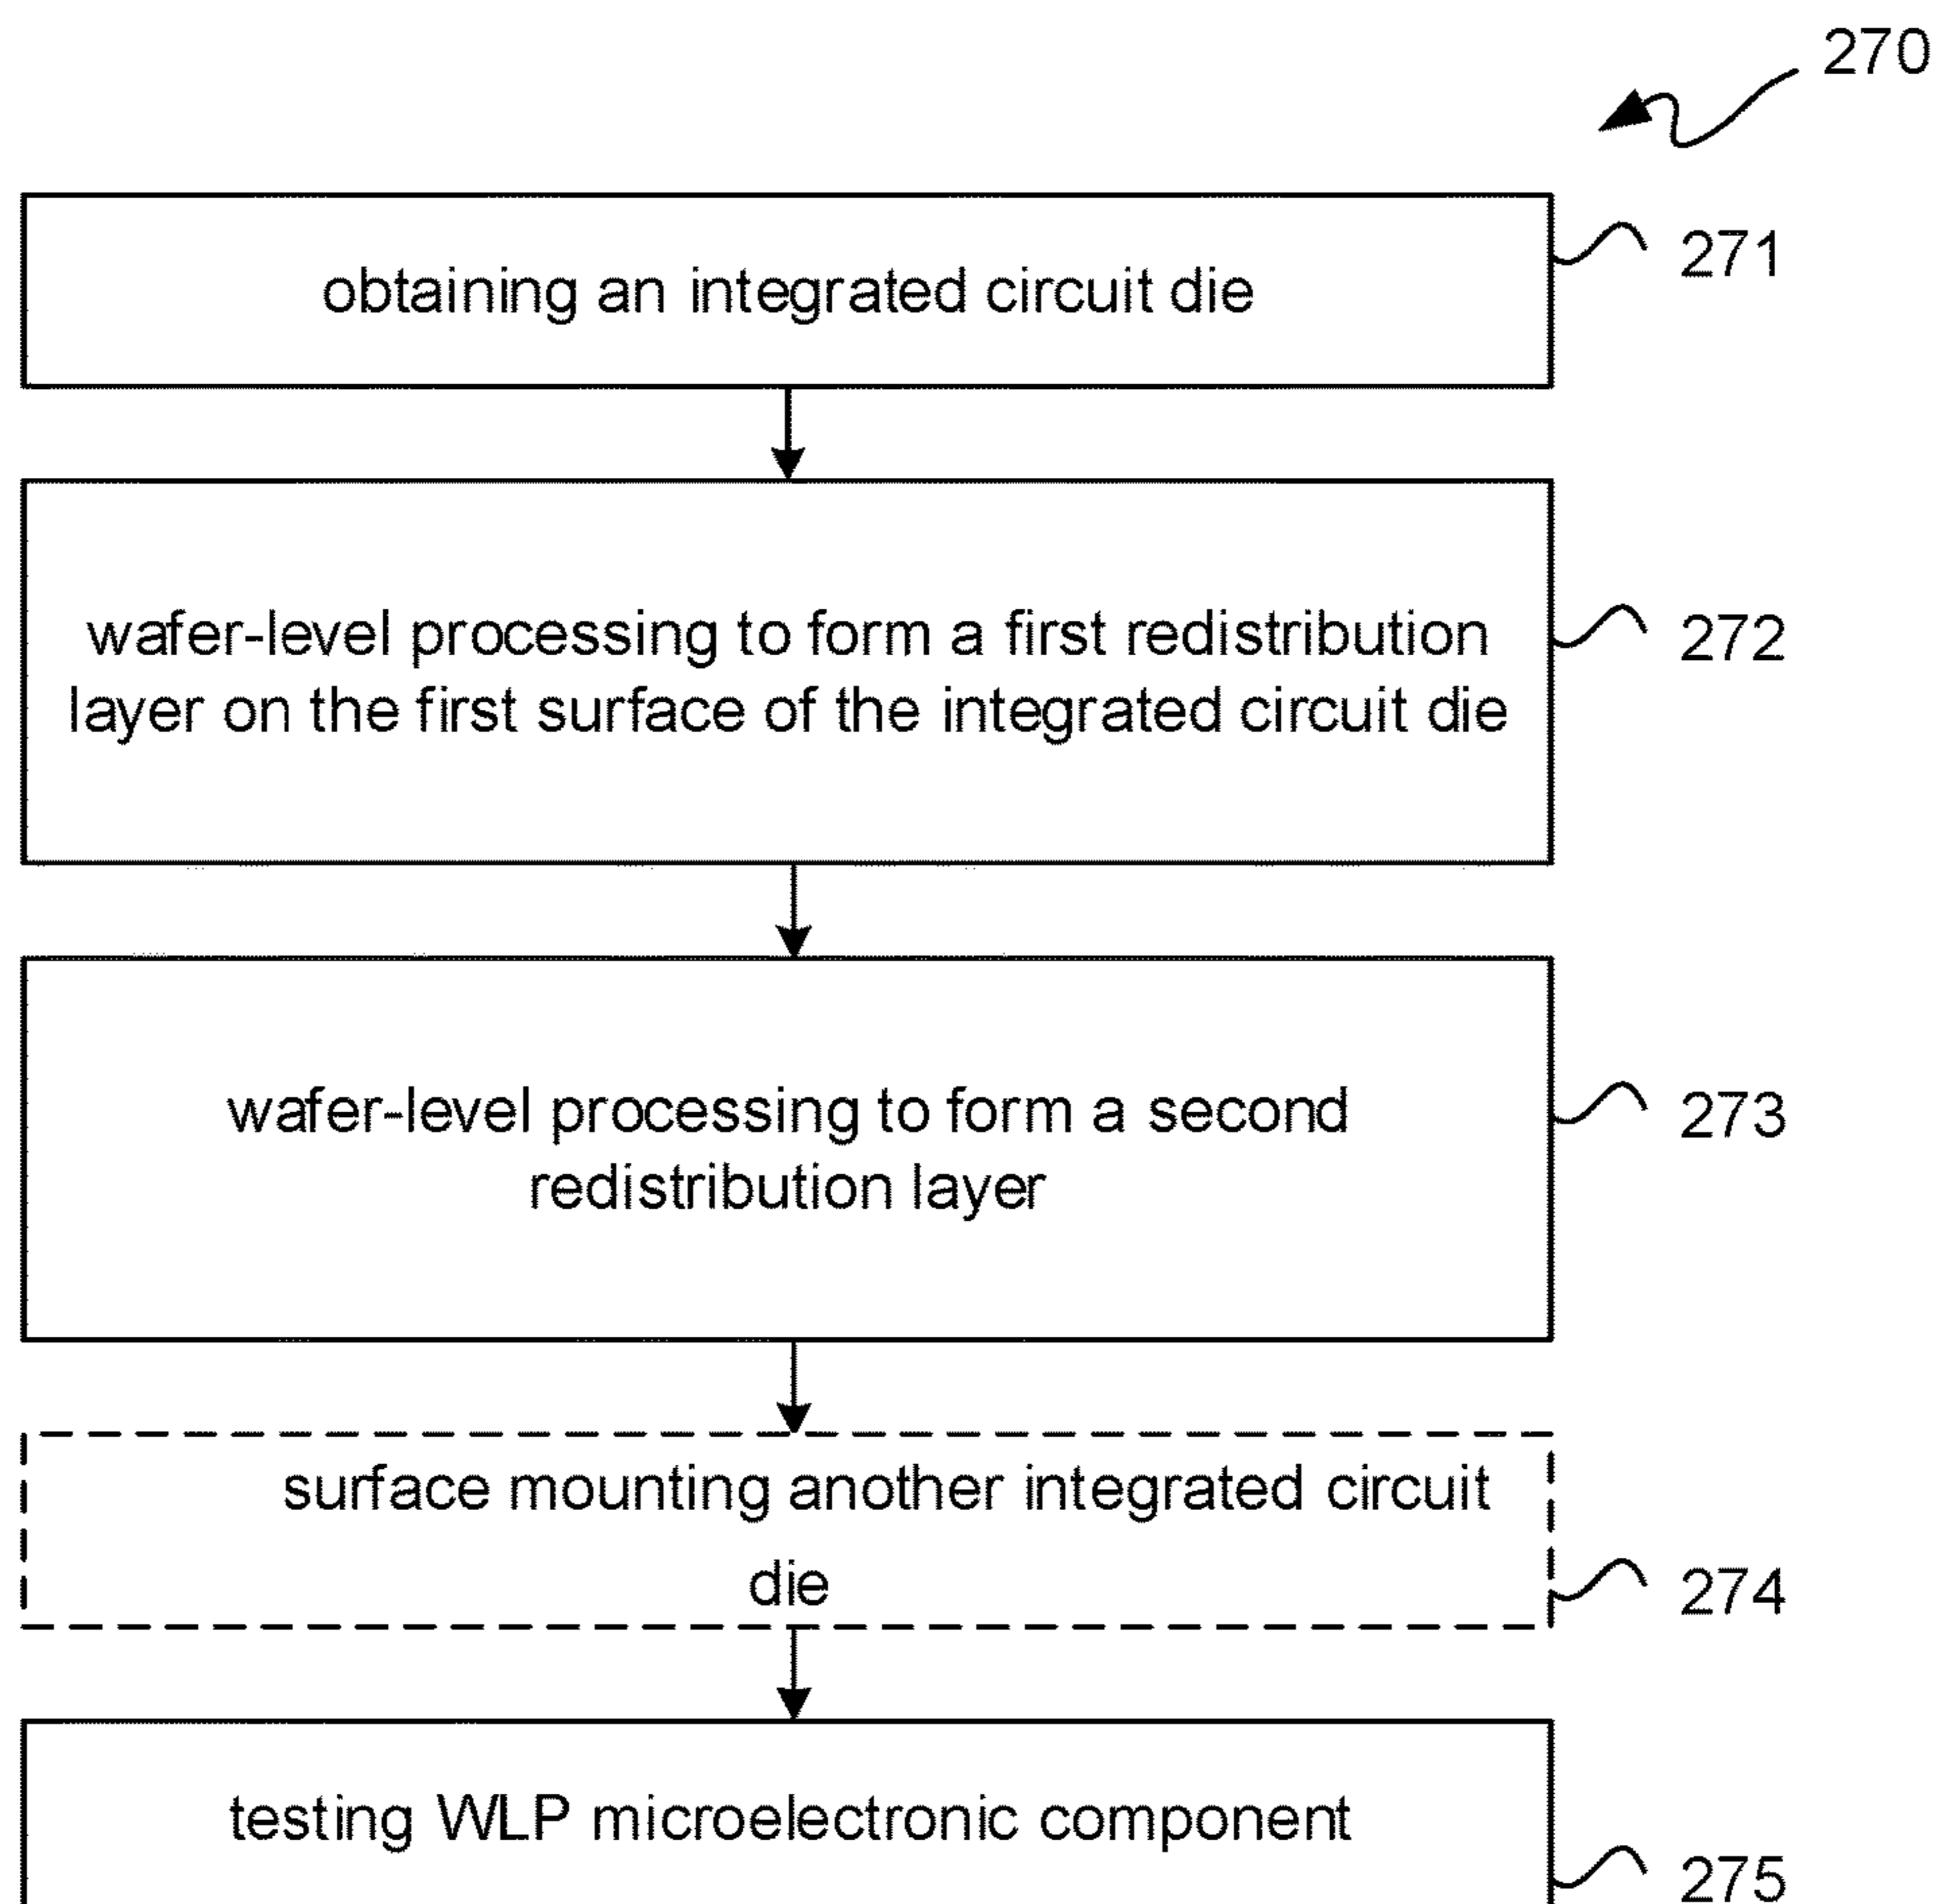 270
obtaining an integrated circuit die
271
wafer-level processing to form a first redistribution
layer on the first surface of the integrated circuit die
272
wafer-level processing to form a second
redistribution layer
273
surface mounting another integrated circuit
die
274
testing WLP microelectronic component
275